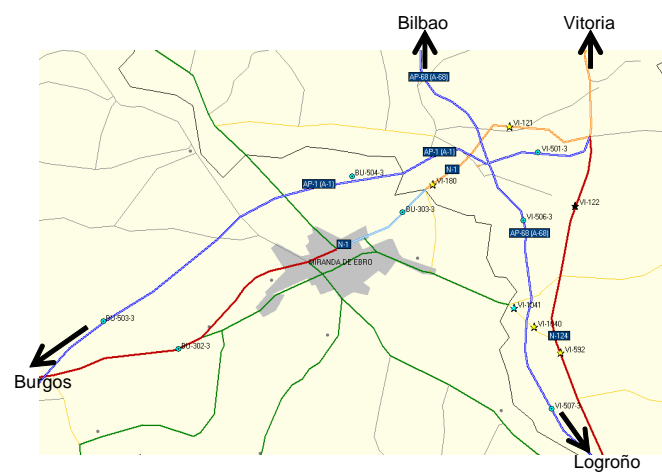 Bilbao
Vitoria
AP-68 (A-68)
VI-121
AP-1 (A-1)
VI-501-3
BU-504-3
N-1
AP-1 (A-1)
VI-180
VI-122
BU-303-3
VI-506-3
AP-68 (A-68)
N-1
MIRANDA DE EBRO
VI-1041
BU-503-3
VI-1040
N-124
BU-302-3
VI-592
Burgos
VI-507-3
Logroño